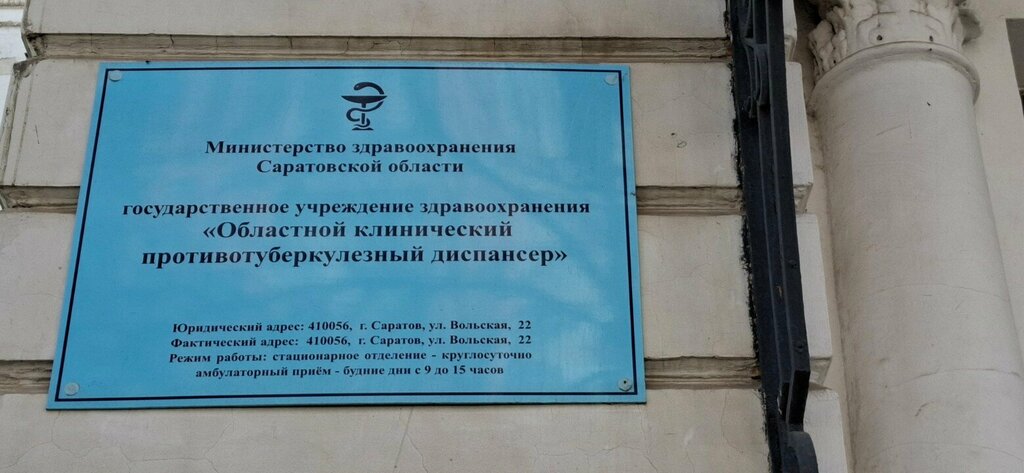 Министерство здравоохранения
Саратовской области
государственное учреждение здравоохранения
«Областной клинический
противотуберкулезный диспансер»
Юридический адрес: 410056, г. Саратов, ул. Вольская, 22
Фактический адрес: 410056, г. Саратов, ул. Вольская, 22
Режим работы: стационарное отделение - круглосуточно
амбулаторный приём - будние дни с 9 до 15 часов